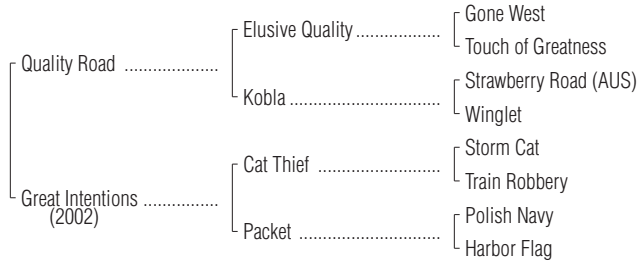 Gone West
Elusive Quality ..................
Touch of Greatness
Quality Road ....................
Strawberry Road (AUS)
Kobla ................................
Winglet
Storm Cat
Cat Thief ..........................
Train Robbery
Great Intentions ................
(2002)
Polish Navy
Packet ..............................
Harbor Flag